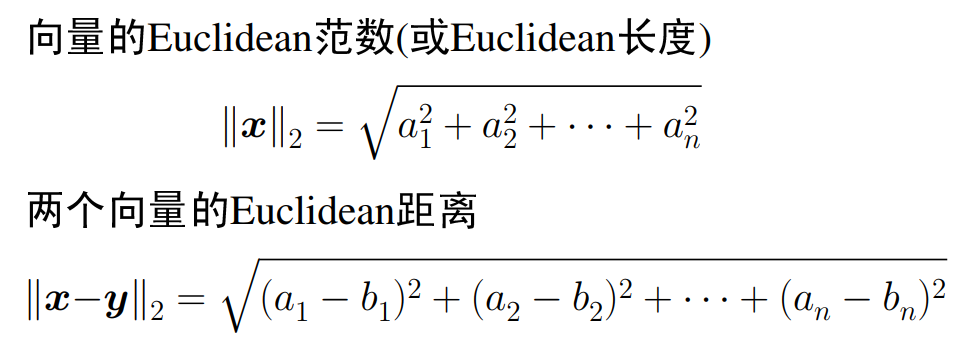 向量的Euclidean范数(或Euclidean长度)
‖x‖₂ = √(a₁² + a₂² + ··· + aₙ²)
两个向量的Euclidean距离
‖x−y‖₂ = √((a₁ − b₁)² + (a₂ − b₂)² + ··· + (aₙ − bₙ)²)